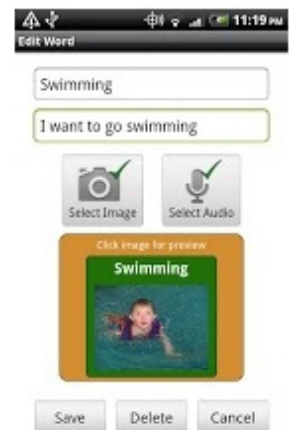 11:19 PM
Edit Word
Swimming
I want to go swimming
Select Image
Select Audio
Click image for preview
Swimming
Save
Delete
Cancel